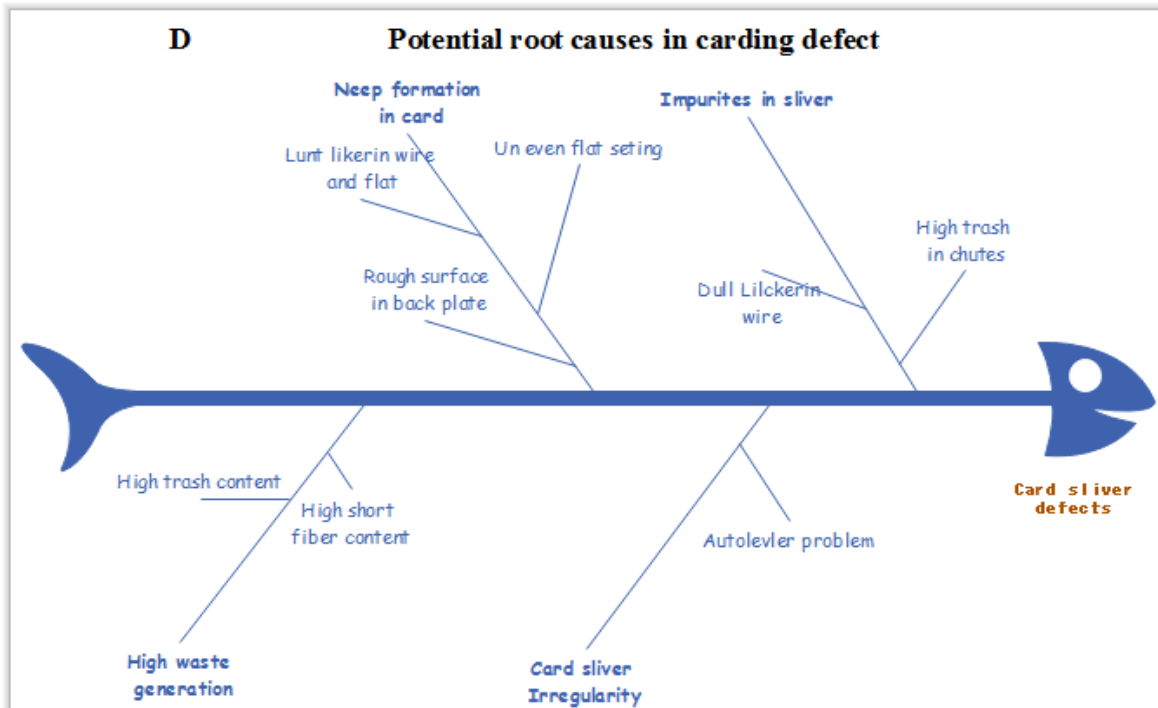 D
Potential root causes in carding defect
Neep formation
in card
Impurites in sliver
Lunt likerin wire
and flat
Un even flat seting
High trash
in chutes
Rough surface
in back plate
Dull Lilckerin
wire
High trash content
High short
fiber content
Card sliver
defects
Autolevler problem
High waste
generation
Card sliver
Irregularity